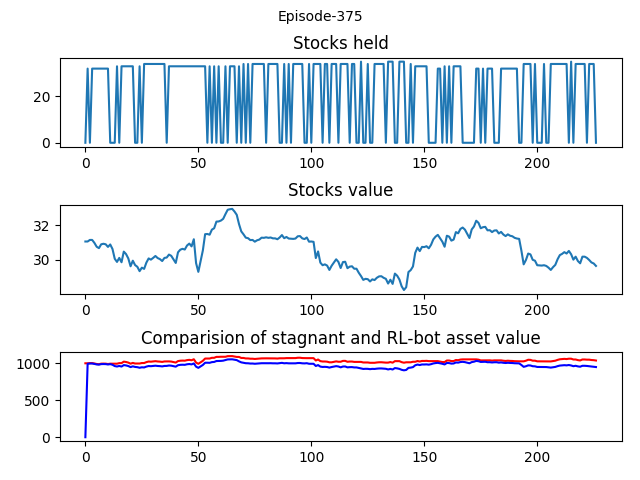 Episode-375
Stocks held
20
0
0 50 100 150 200
Stocks value
32
30
0 50 100 150 200
Comparision of stagnant and RL-bot asset value
1000
500
0
0 50 100 150 200